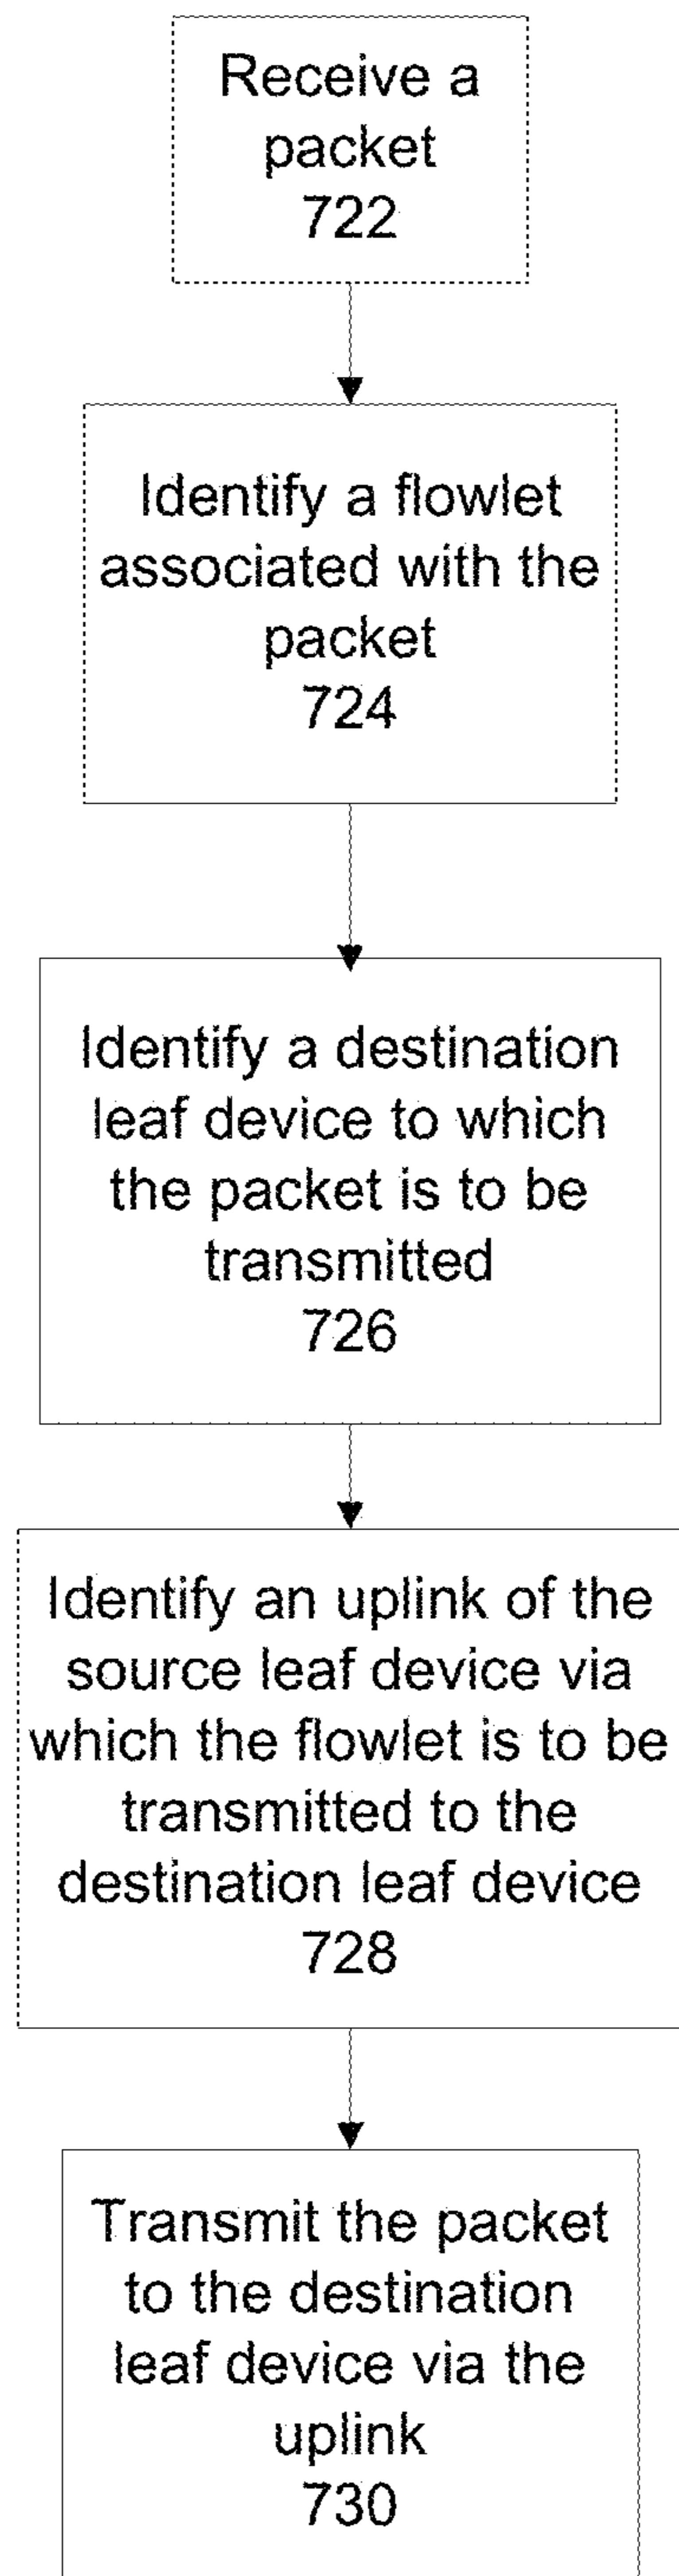 Receive a
packet
722
Identify a flowlet
associated with the
packet
724
Identify a destination
leaf device to which
the packet is to be
transmitted
726
Identify an uplink of the
source leaf device via
which the flowlet is to be
transmitted to the
destination leaf device
728
Transmit the packet
to the destination
leaf device via the
uplink
730